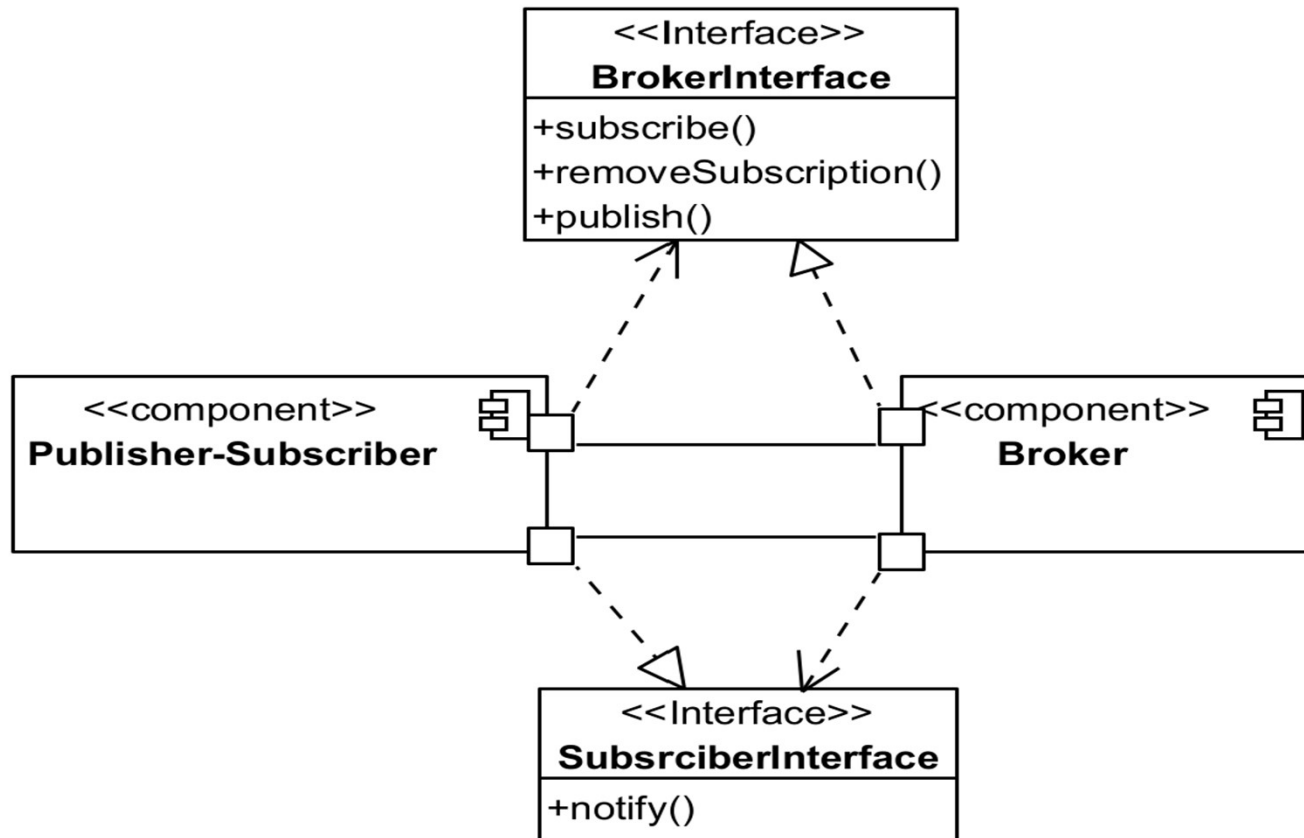 <<Interface>>
BrokerInterface
+subscribe()
+removeSubscription()
+publish()
<<component>>
Publisher-Subscriber
<<component>>
Broker
<<Interface>>
SubsrciberInterface
+notify()